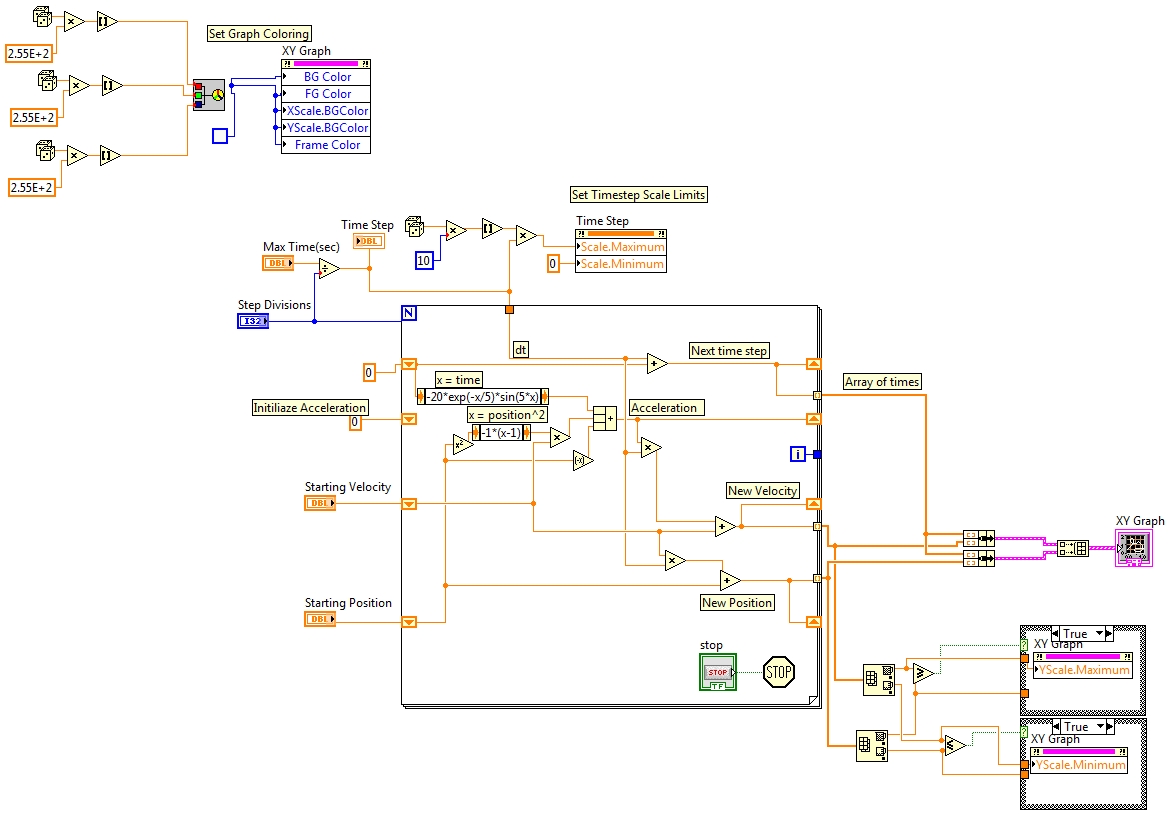 2.55E+2
2.55E+2
2.55E+2
Set Graph Coloring
XY Graph
BG Color
FG Color
XScale.BGColor
YScale.BGColor
Frame Color
Set Timestep Scale Limits
Time Step
DBL
Max Time(sec)
DBL
10
Time Step
Scale.Maximum
0
Scale.Minimum
Step Divisions
I32
N
dt
Next time step
0
x = time
-20*exp(-x/5)*sin(5*x)
Array of times
Initiliaze Acceleration
0
x = position^2
Acceleration
-1*(x-1)
i
Starting Velocity
DBL
New Velocity
XY Graph
Starting Position
DBL
New Position
stop
STOP
TF
STOP
True
XY Graph
YScale.Maximum
True
XY Graph
YScale.Minimum